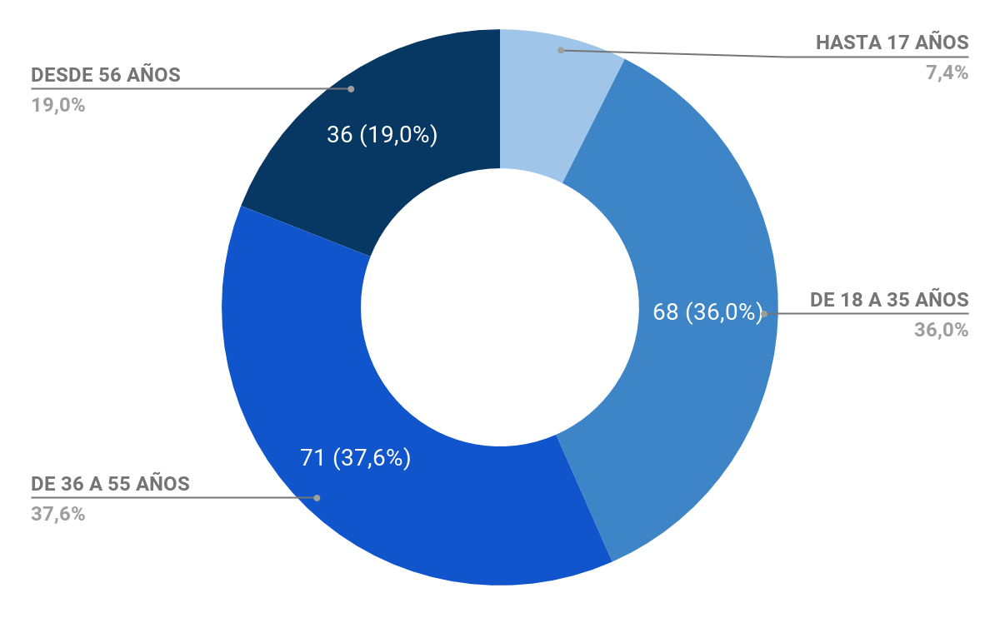 HASTA 17 AÑOS
7,4%
DESDE 56 AÑOS
19,0%
36 (19,0%)
DE 18 A 35 AÑOS
36,0%
68 (36,0%)
71 (37,6%)
DE 36 A 55 AÑOS
37,6%